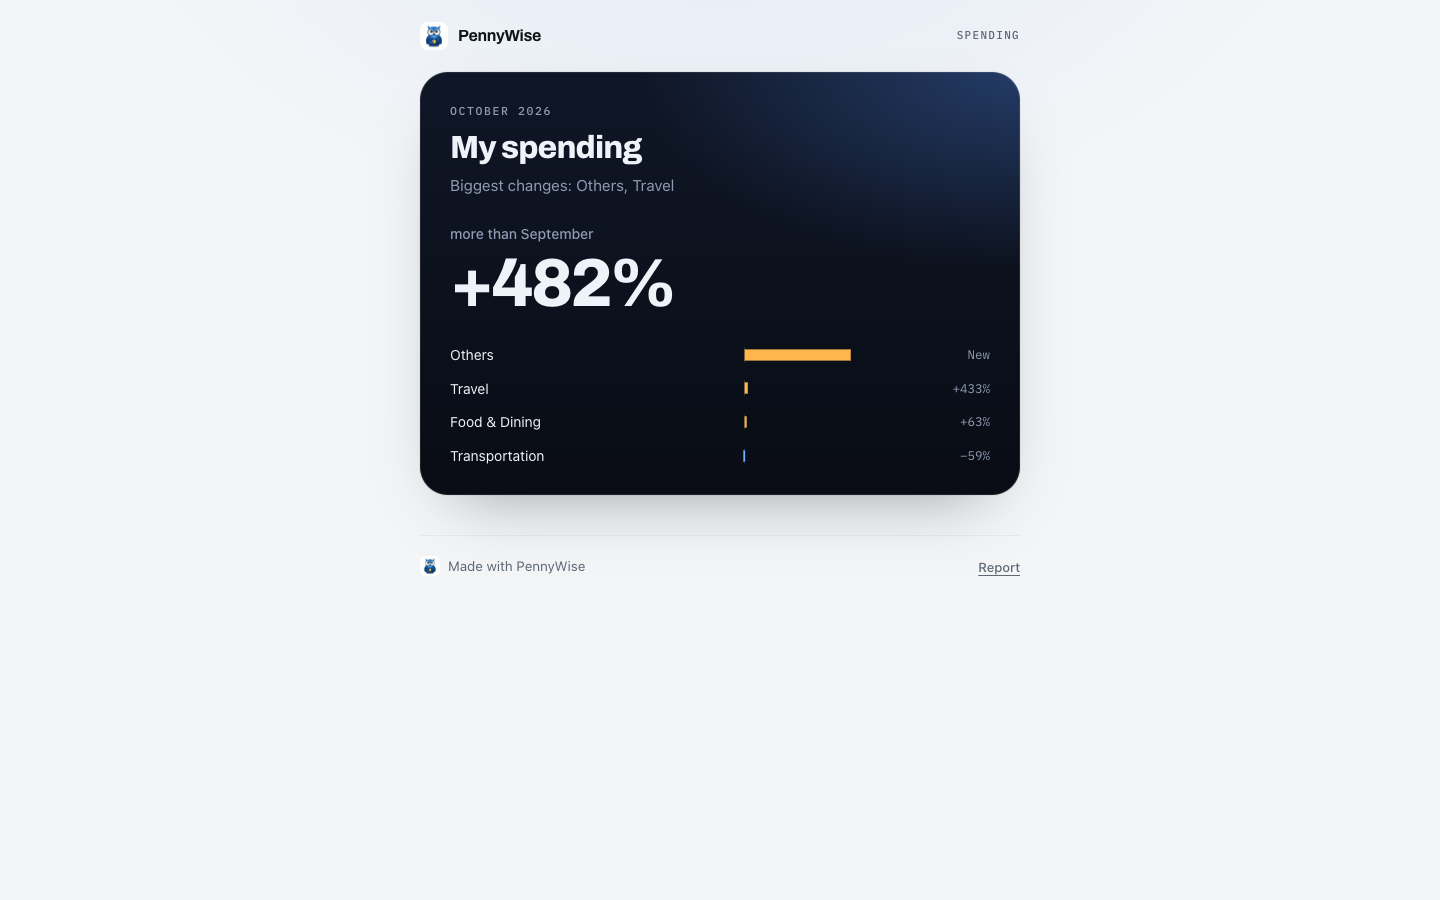 PennyWise
SPENDING
OCTOBER 2026
My spending
Biggest changes: Others, Travel
more than September
+482%
Others New
Travel +433%
Food & Dining +63%
Transportation −59%
Made with PennyWise
Report